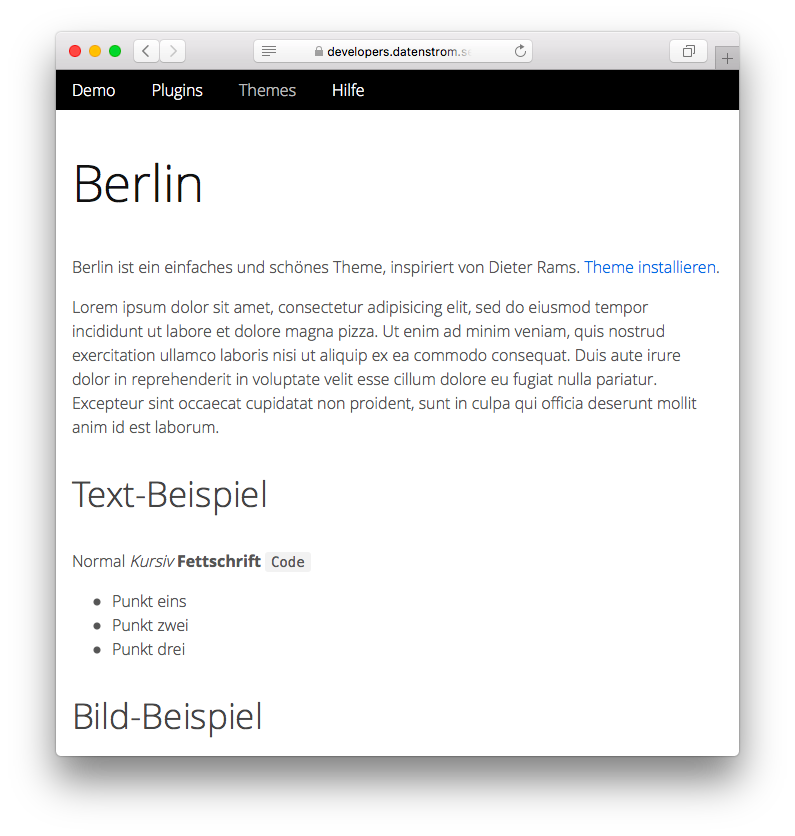 developers.datenstrom.s
Demo Plugins Themes Hilfe
Berlin
Berlin ist ein einfaches und schönes Theme, inspiriert von Dieter Rams. Theme installieren.
Lorem ipsum dolor sit amet, consectetur adipisicing elit, sed do eiusmod tempor
incididunt ut labore et dolore magna pizza. Ut enim ad minim veniam, quis nostrud
exercitation ullamco laboris nisi ut aliquip ex ea commodo consequat. Duis aute irure
dolor in reprehenderit in voluptate velit esse cillum dolore eu fugiat nulla pariatur.
Excepteur sint occaecat cupidatat non proident, sunt in culpa qui officia deserunt mollit
anim id est laborum.
Text-Beispiel
Normal Kursiv Fettschrift Code
Punkt eins
Punkt zwei
Punkt drei
Bild-Beispiel